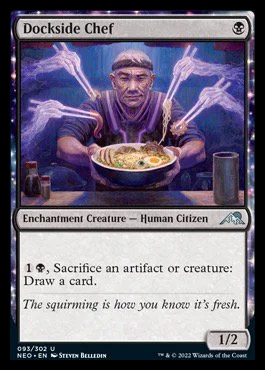 Dockside Chef
Enchantment Creature — Human Citizen
1 , Sacrifice an artifact or creature:
Draw a card.
The squirming is how you know it's fresh.
1/2
093/302 U
NEO • EN Steven Belledin
™ & © 2022 Wizards of the Coast